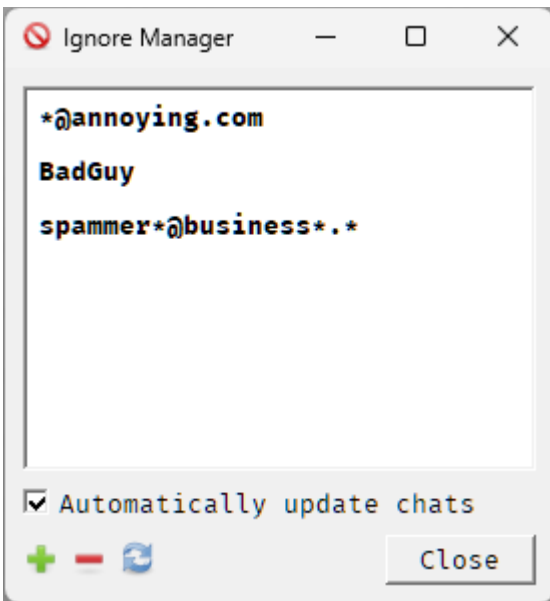 Ignore Manager
*@annoying.com
BadGuy
spammer*@business*.*
Automatically update chats
Close